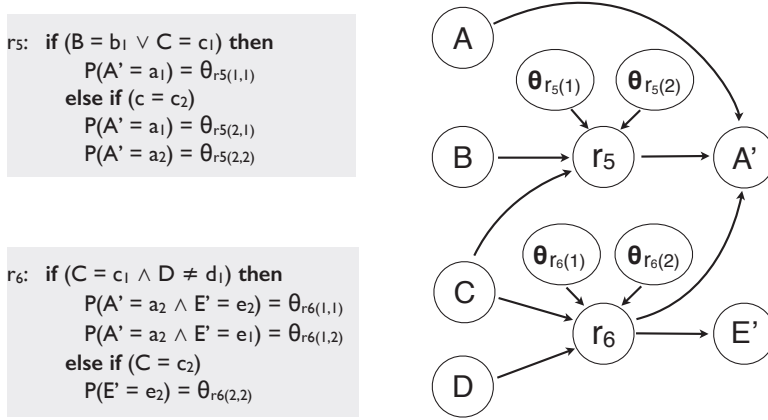 r5: if (B = b1 ∨ C = c1) then
P(A' = a1) = θr5(1,1)
else if (c = c2)
P(A' = a1) = θr5(2,1)
P(A' = a2) = θr5(2,2)
r6: if (C = c1 ∧ D ≠ d1) then
P(A' = a2 ∧ E' = e2) = θr6(1,1)
P(A' = a2 ∧ E' = e1) = θr6(1,2)
else if (C = c2)
P(E' = e2) = θr6(2,2)
A
θr5(1)
θr5(2)
B
r5
A'
θr6(1)
θr6(2)
C
r6
E'
D